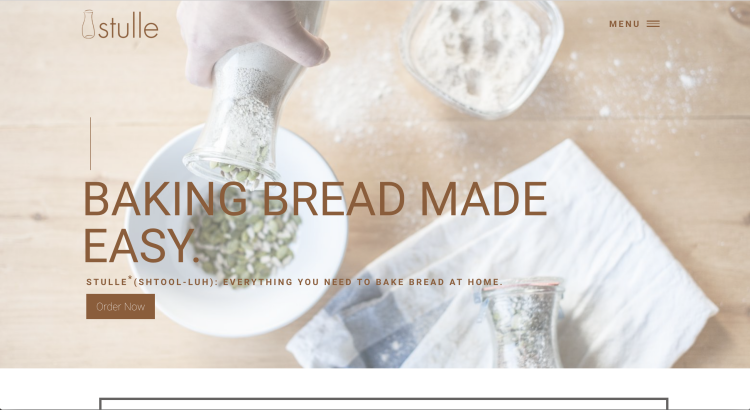 stulle
MENU
BAKING BREAD MADE
EASY.
STULLE*(SHTOOL-LUH): EVERYTHING YOU NEED TO BAKE BREAD AT HOME.
Order Now